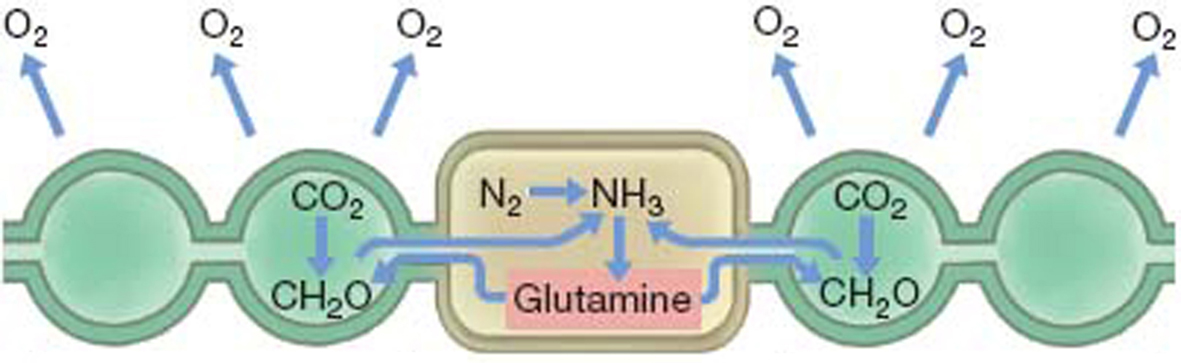 O₂ O₂ O₂ O₂ O₂ O₂
CO₂ N₂ NH₃ CO₂
CH₂O Glutamine CH₂O